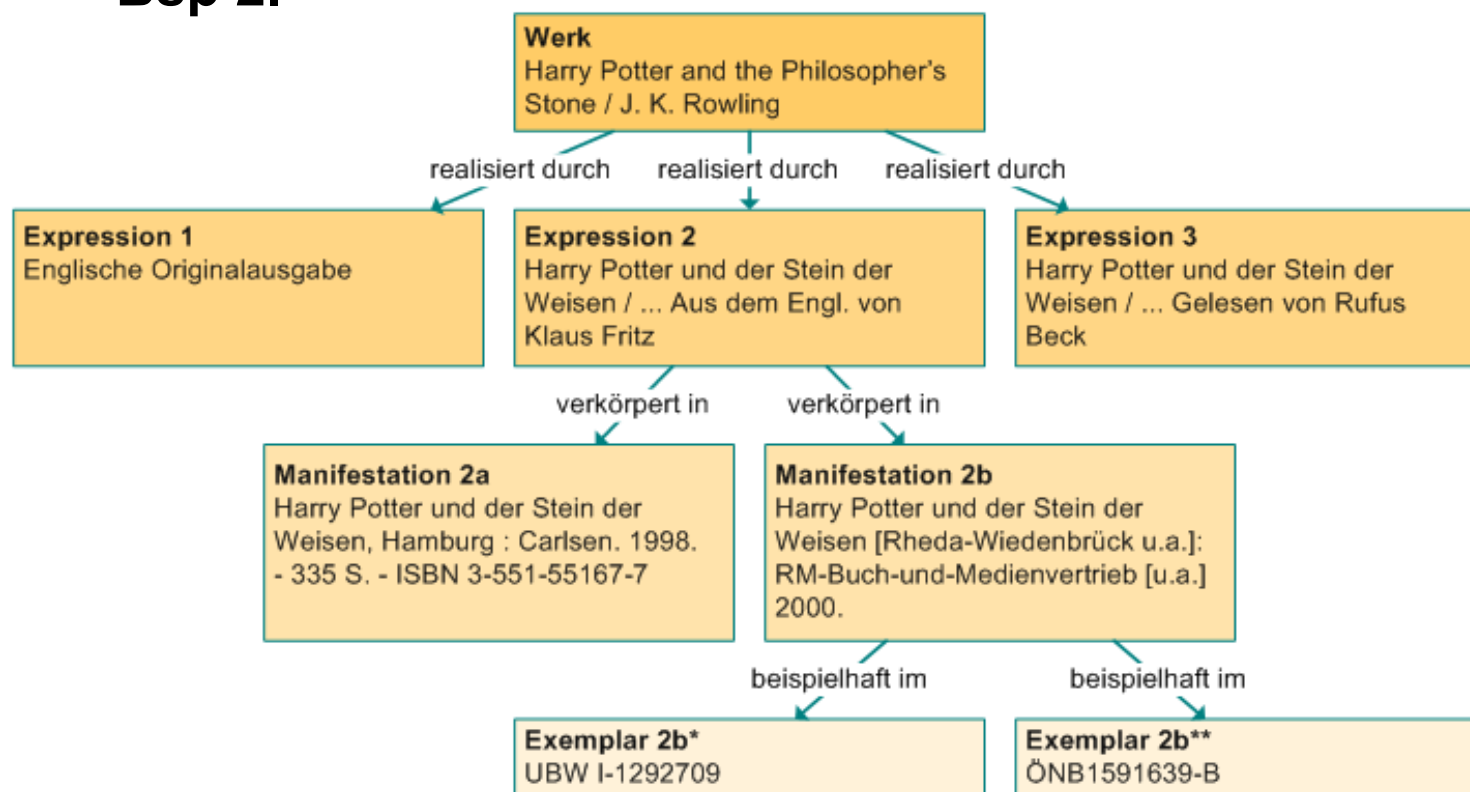 Bsp 2:
Werk
Harry Potter and the Philosopher's
Stone / J. K. Rowling
realisiert durch
realisiert durch
realisiert durch
Expression 1
Englische Originalausgabe
Expression 2
Harry Potter und der Stein der
Weisen / ... Aus dem Engl. von
Klaus Fritz
Expression 3
Harry Potter und der Stein der
Weisen / ... Gelesen von Rufus
Beck
verkörpert in
verkörpert in
Manifestation 2a
Harry Potter und der Stein der
Weisen, Hamburg : Carlsen. 1998.
- 335 S. - ISBN 3-551-55167-7
Manifestation 2b
Harry Potter und der Stein der
Weisen [Rheda-Wiedenbrück u.a.]:
RM-Buch-und-Medienvertrieb [u.a.]
2000.
beispielhaft im
beispielhaft im
Exemplar 2b*
UBW I-1292709
Exemplar 2b**
ÖNB1591639-B